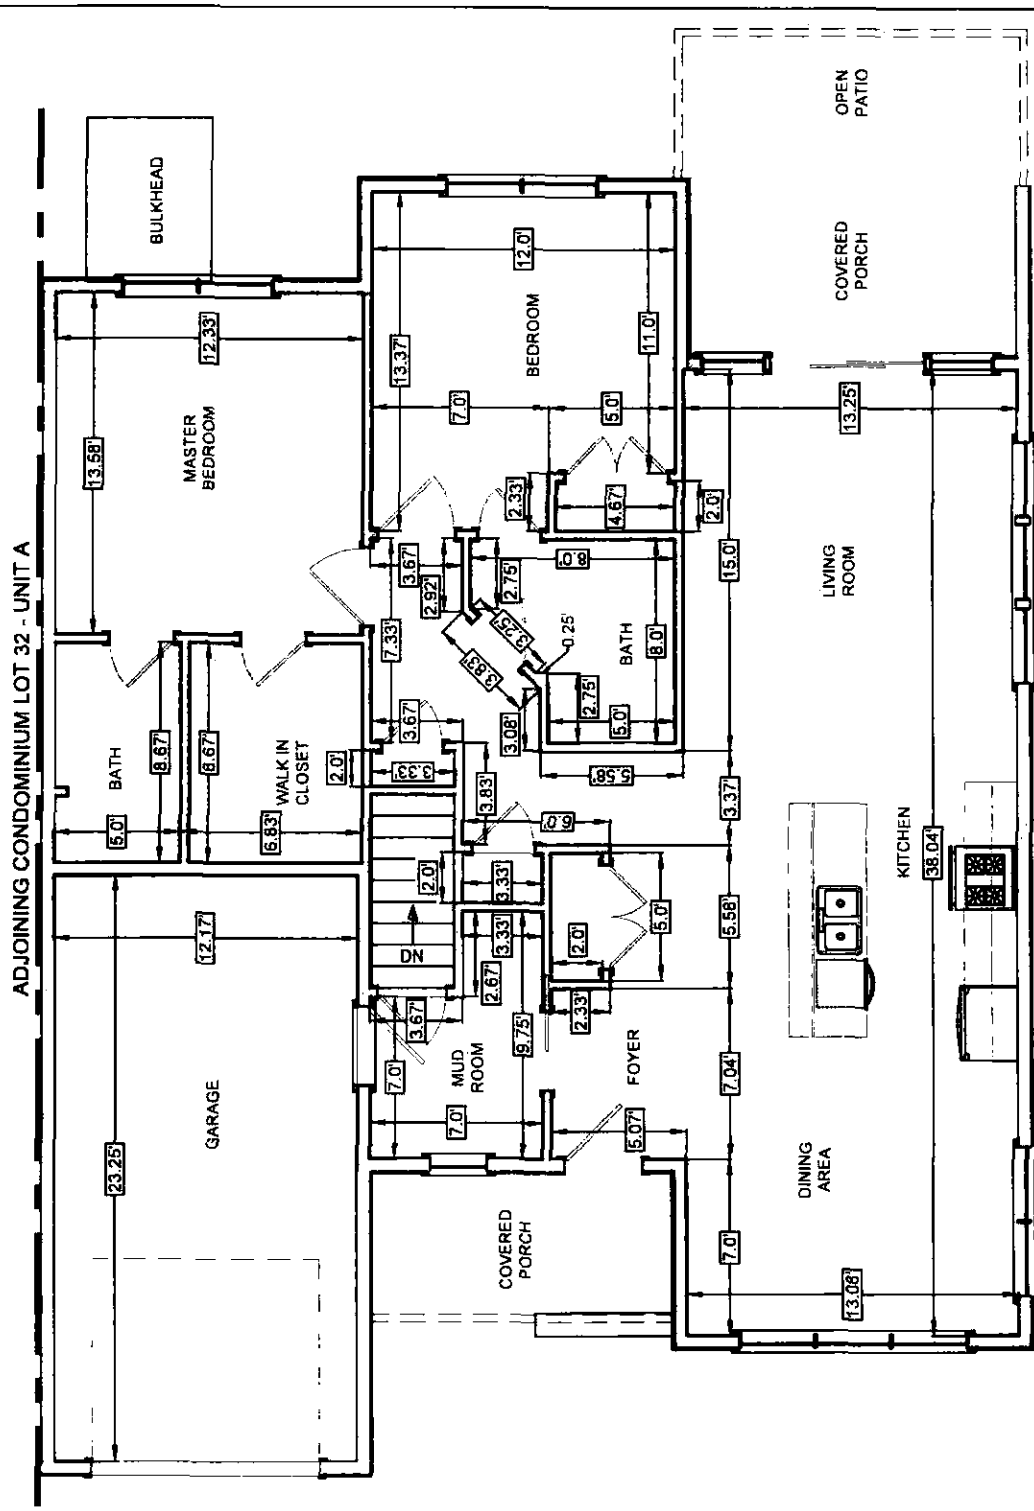 ADJOINING CONDOMINIUM LOT 32 - UNIT A
BULKHEAD
12.33'
13.58'
MASTER
BEDROOM
BATH
8.67'
8.67'
5.0'
WALK IN
CLOSET
6.83'
12.17'
GARAGE
23.25'
12.0'
13.37'
BEDROOM
11.0'
7.0'
5.0'
2.33'
4.67'
2.0'
3.67'
2.92'
2.75'
8.0'
7.33'
3.25'
3.83'
0.25'
BATH
8.0'
2.75'
5.0'
3.08'
3.67'
2.0'
3.33'
3.83'
5.58'
6.0'
2.0'
3.33'
DN
3.33'
2.67'
3.67'
5.0'
2.0'
2.33'
9.75'
MUD
ROOM
7.0'
7.0'
FOYER
5.07'
COVERED
PORCH
OPEN
PATIO
COVERED
PORCH
13.25'
15.0'
LIVING
ROOM
3.37'
KITCHEN
38.04'
5.58'
7.04'
DINING
AREA
7.0'
13.08'